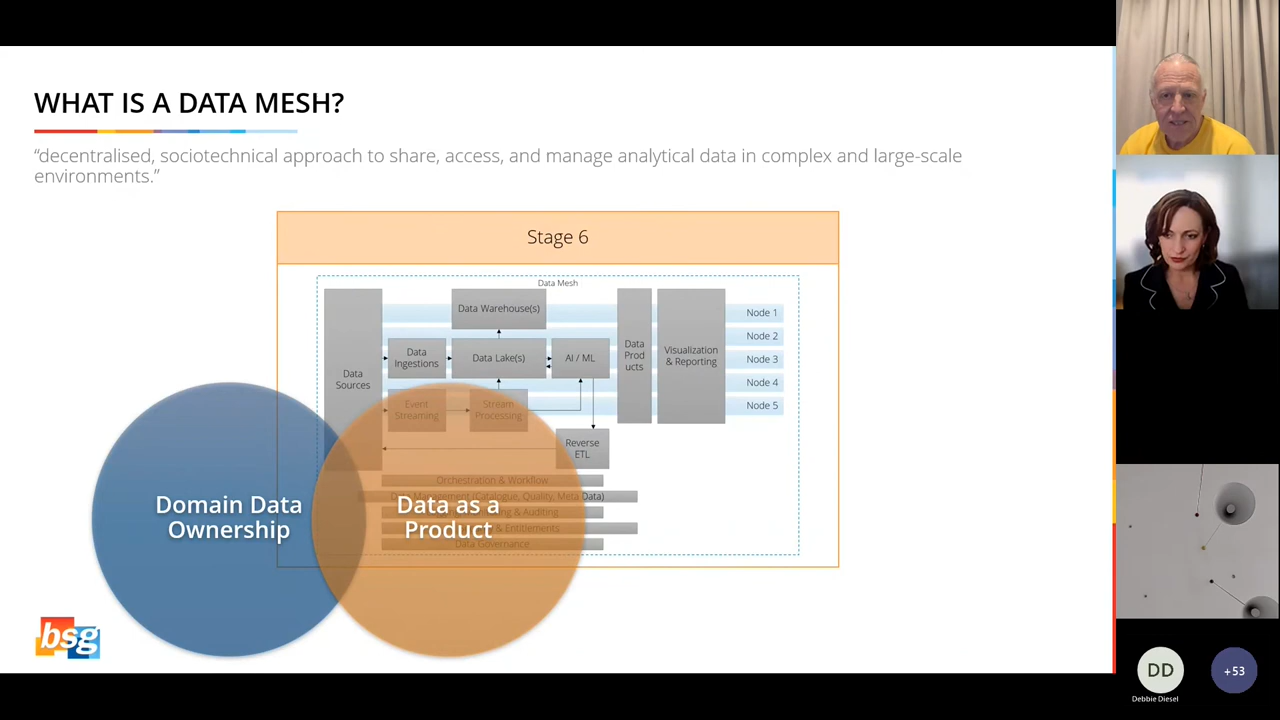 WHAT IS A DATA MESH?
“decentralised, sociotechnical approach to share, access, and manage analytical data in complex and large-scale
environments.”
Stage 6
Data Mesh
Data Warehouse(s)
Node 1
Node 2
Data
Ingestions
Data Lake(s)
AI / ML
Data
Prod
ucts
Visualization
& Reporting
Node 3
Data
Sources
Node 4
Event
Streaming
Stream
Processing
Node 5
Reverse
ETL
Orchestration & Workflow
Management (Catalogue, Quality, Meta Data)
& Auditing
& Entitlements
Data Governance
Domain Data
Ownership
Data as a
Product
bsg
DD
Debbie Diesel
+53